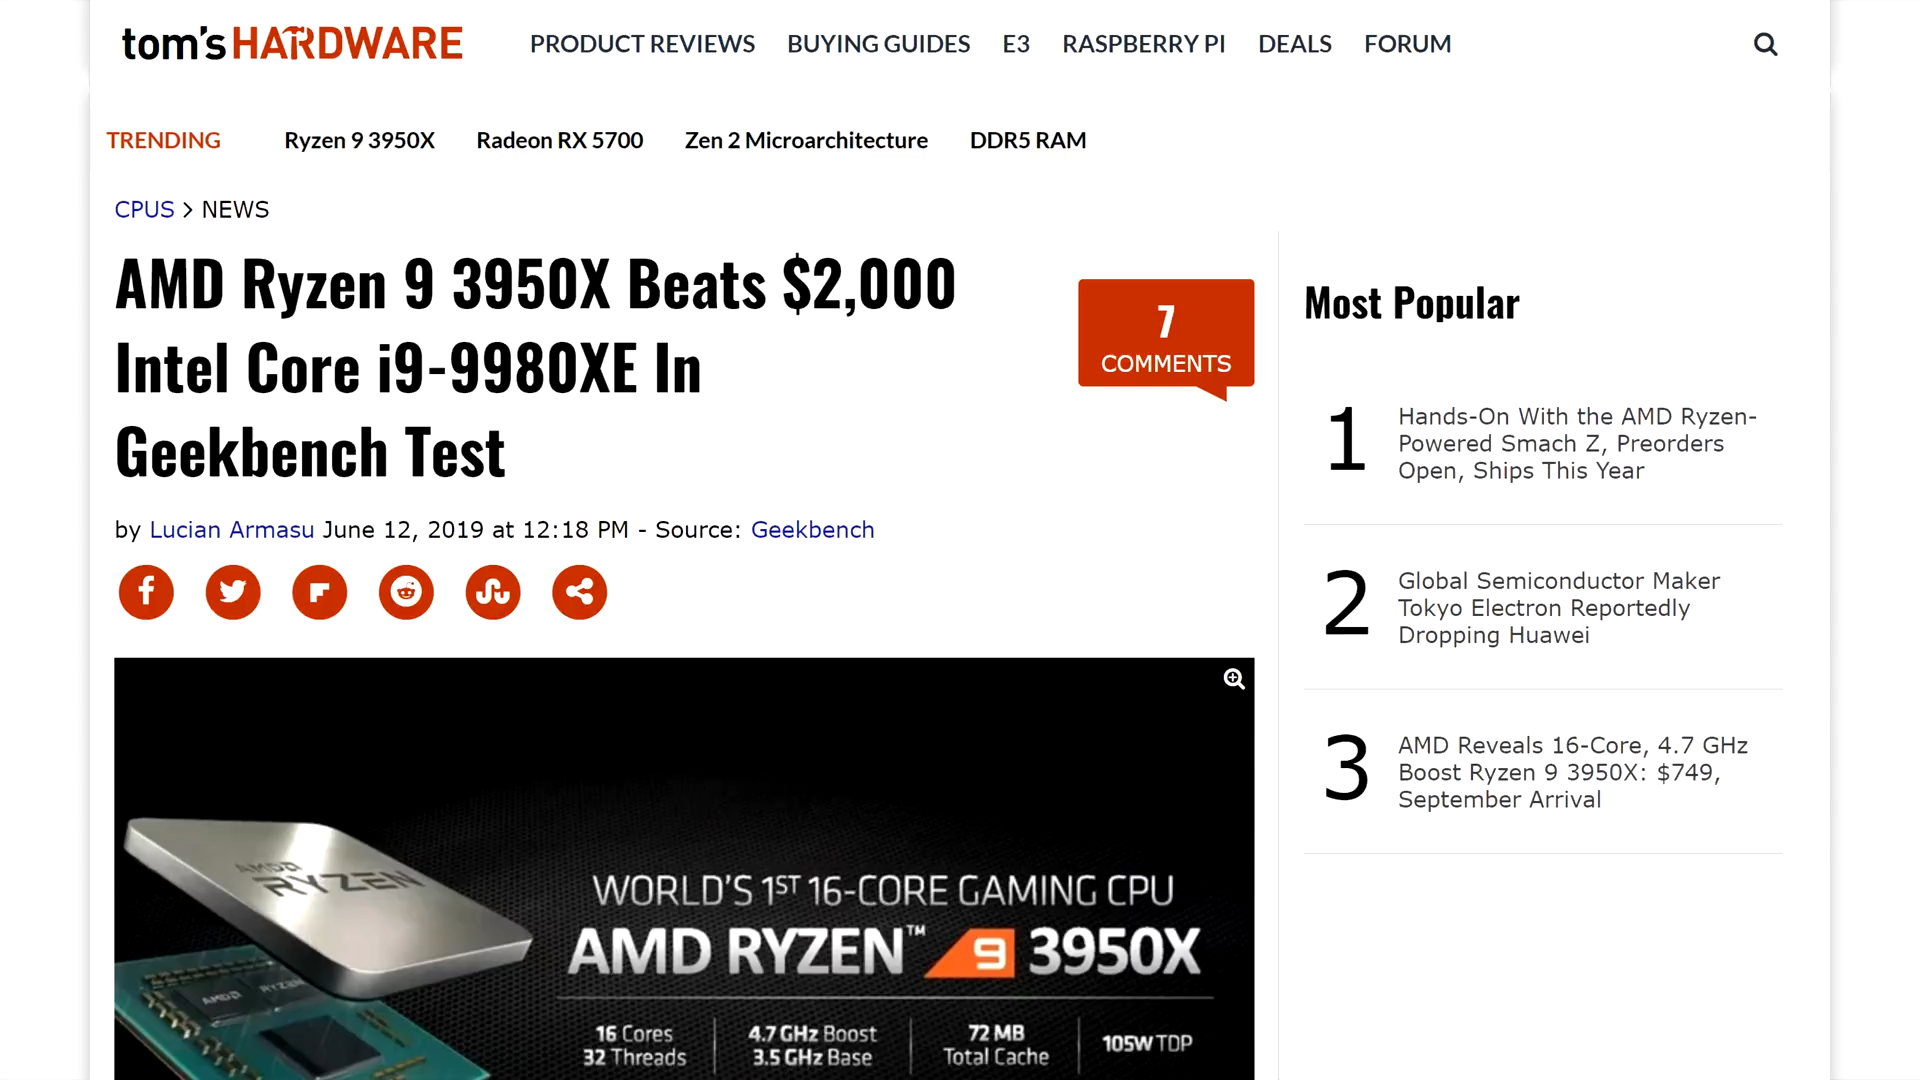 tom's HARDWARE
PRODUCT REVIEWS BUYING GUIDES E3 RASPBERRY PI DEALS FORUM
TRENDING Ryzen 9 3950X Radeon RX 5700 Zen 2 Microarchitecture DDR5 RAM
CPUS > NEWS
AMD Ryzen 9 3950X Beats $2,000
Intel Core i9-9980XE In
Geekbench Test
7
COMMENTS
by Lucian Armasu June 12, 2019 at 12:18 PM - Source: Geekbench
AMD
RYZEN
AMD RYZEN
WORLD'S 1ST 16-CORE GAMING CPU
AMD RYZEN™ 9 3950X
16 Cores
32 Threads
4.7 GHz Boost
3.5 GHz Base
72 MB
Total Cache
105W TDP
Most Popular
1
Hands-On With the AMD Ryzen-
Powered Smach Z, Preorders
Open, Ships This Year
2
Global Semiconductor Maker
Tokyo Electron Reportedly
Dropping Huawei
3
AMD Reveals 16-Core, 4.7 GHz
Boost Ryzen 9 3950X: $749,
September Arrival